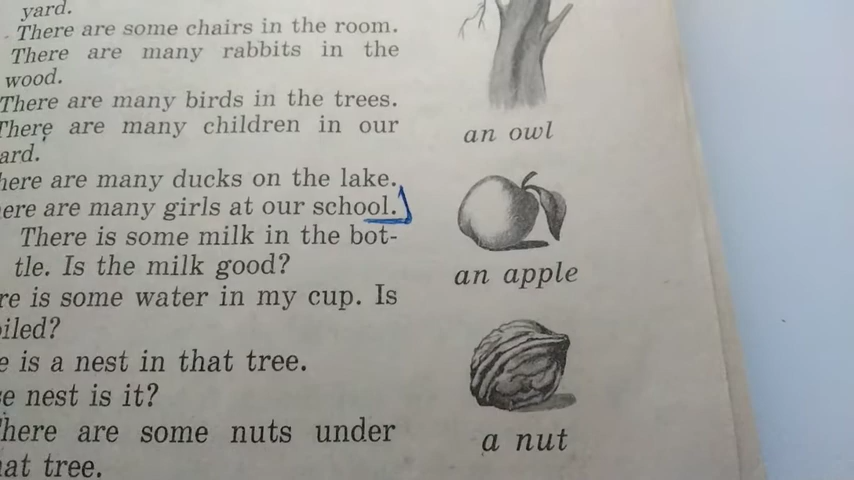 yard.
There are some chairs in the room.
There are many rabbits in the
wood.
There are many birds in the trees.
There are many children in our
ard.
here are many ducks on the lake.
ere are many girls at our school.
There is some milk in the bot-
tle. Is the milk good?
re is some water in my cup. Is
iled?
e is a nest in that tree.
e nest is it?
here are some nuts under
at tree.
an owl
an apple
a nut